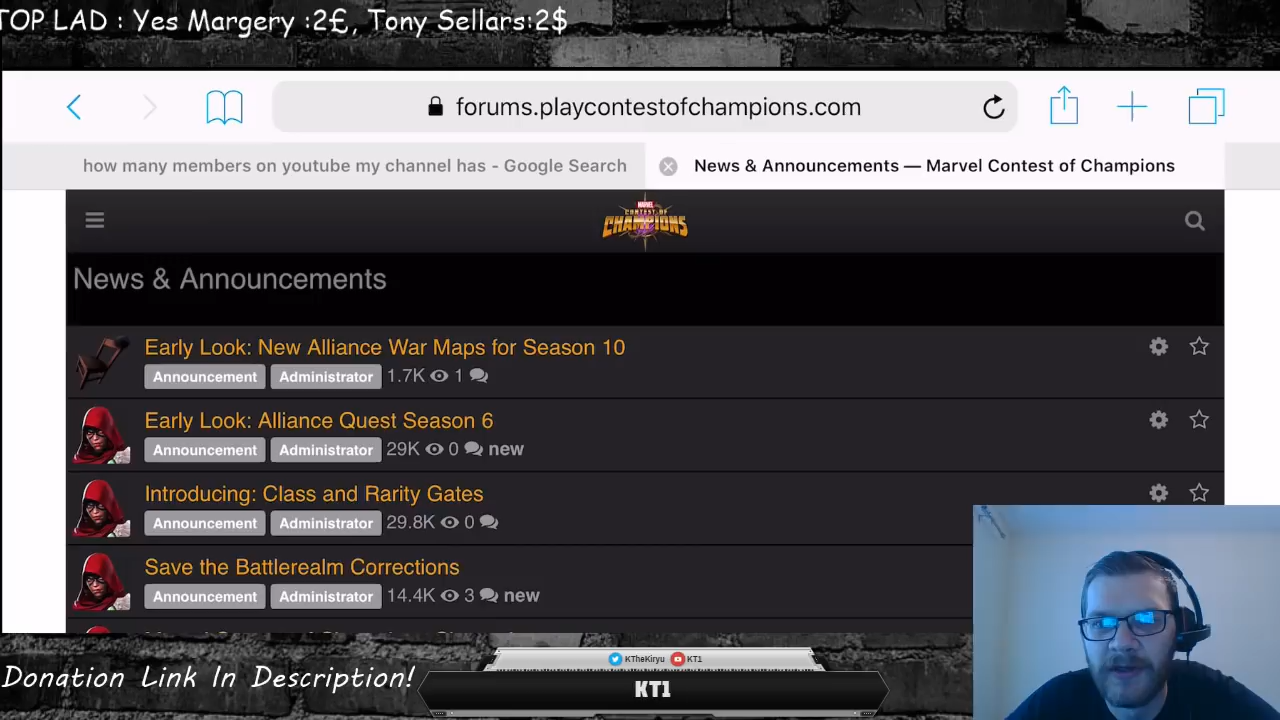 TOP LAD : Yes Margery :2£, Tony Sellars:2$
forums.playcontestofchampions.com
how many members on youtube my channel has - Google Search
News & Announcements — Marvel Contest of Champions
MARVEL
CONTEST OF
CHAMPIONS
News & Announcements
Early Look: New Alliance War Maps for Season 10
Announcement Administrator 1.7K 1
Early Look: Alliance Quest Season 6
Announcement Administrator 29K 0 new
Introducing: Class and Rarity Gates
Announcement Administrator 29.8K 0
Save the Battlerealm Corrections
Announcement Administrator 14.4K 3 new
KTheKiryu KT1
Donation Link In Description!
KT1